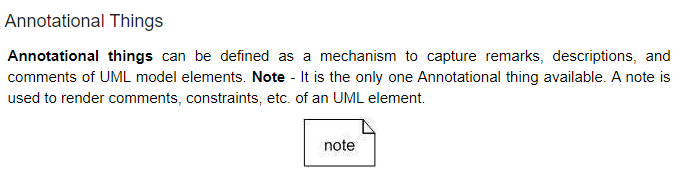 Annotational Things
Annotational things can be defined as a mechanism to capture remarks, descriptions, and
comments of UML model elements. Note - It is the only one Annotational thing available. A note is
used to render comments, constraints, etc. of an UML element.
note